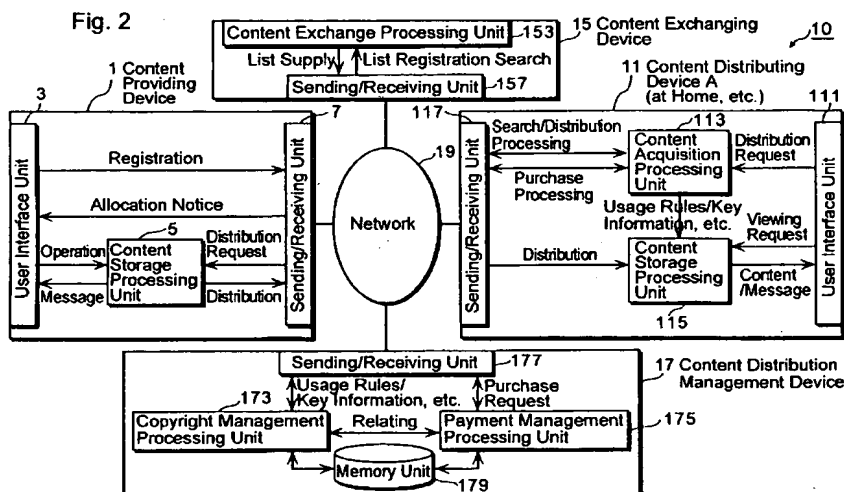 Fig. 2
Content Exchange Processing Unit
153
List Supply
List Registration Search
Sending/Receiving Unit
157
15 Content Exchanging
Device
10
1 Content
Providing
Device
3
7
User Interface Unit
Registration
Allocation Notice
5
Operation
Message
Content
Storage
Processing
Unit
Distribution
Request
Distribution
Sending/Receiving Unit
19
Network
11 Content Distributing
Device A
(at Home, etc.)
117
111
113
Sending/Receiving Unit
Search/Distribution
Processing
Purchase
Processing
Content
Acquisition
Processing
Unit
Distribution
Request
Usage Rules/Key
Information, etc.
Viewing
Request
Distribution
Content
Storage
Processing
Unit
Content
/Message
115
User Interface Unit
Sending/Receiving Unit
177
17 Content Distribution
Management Device
173
Usage Rules/
Key Information, etc.
Purchase
Request
Copyright Management
Processing Unit
Relating
Payment Management
Processing Unit
175
Memory Unit
179